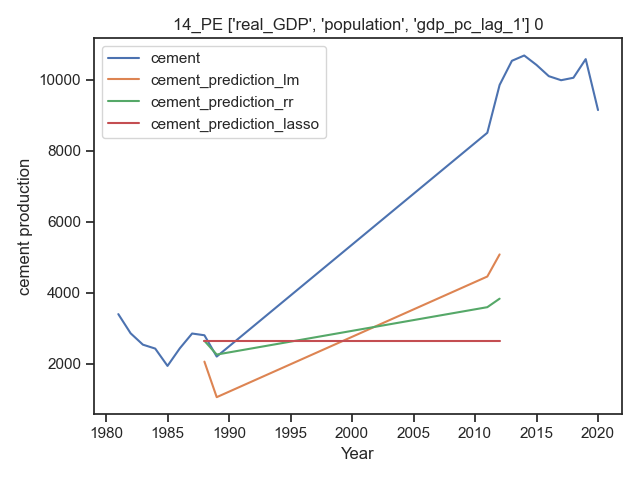 14_PE ['real_GDP', 'population', 'gdp_pc_lag_1'] 0
cement
cement_prediction_lm
cement_prediction_rr
cement_prediction_lasso
cement production
10000
8000
6000
4000
2000
1980 1985 1990 1995 2000 2005 2010 2015 2020
Year